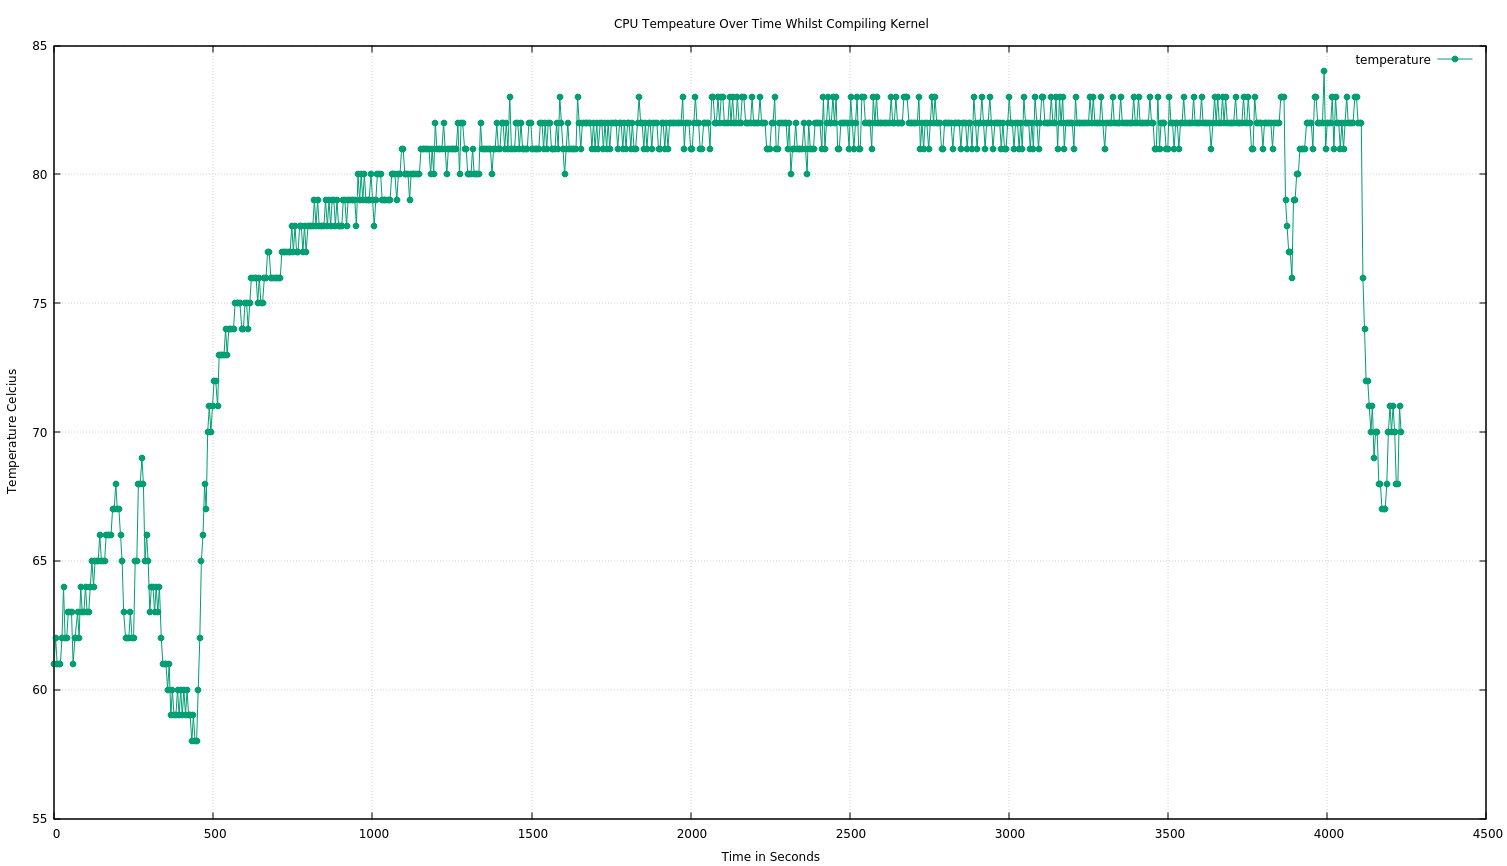 CPU Tempeature Over Time Whilst Compiling Kernel
temperature
85
80
75
70
65
60
55
Temperature Celcius
0 500 1000 1500 2000 2500 3000 3500 4000 4500
Time in Seconds